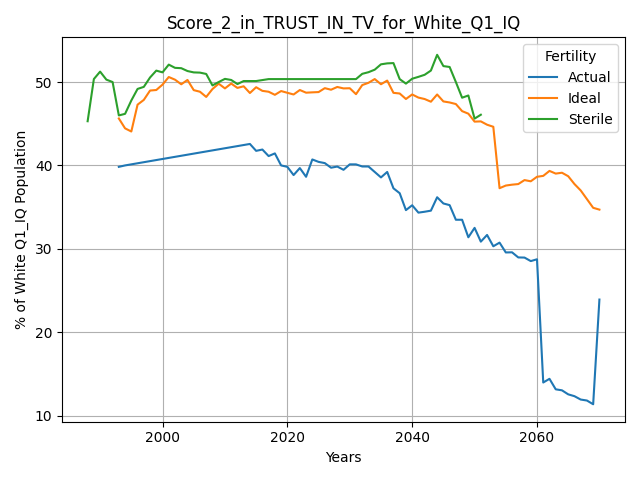 Score_2_in_TRUST_IN_TV_for_White_Q1_IQ
% of White Q1_IQ Population
50
40
30
20
10
2000
2020
2040
2060
Years
Fertility
Actual
Ideal
Sterile